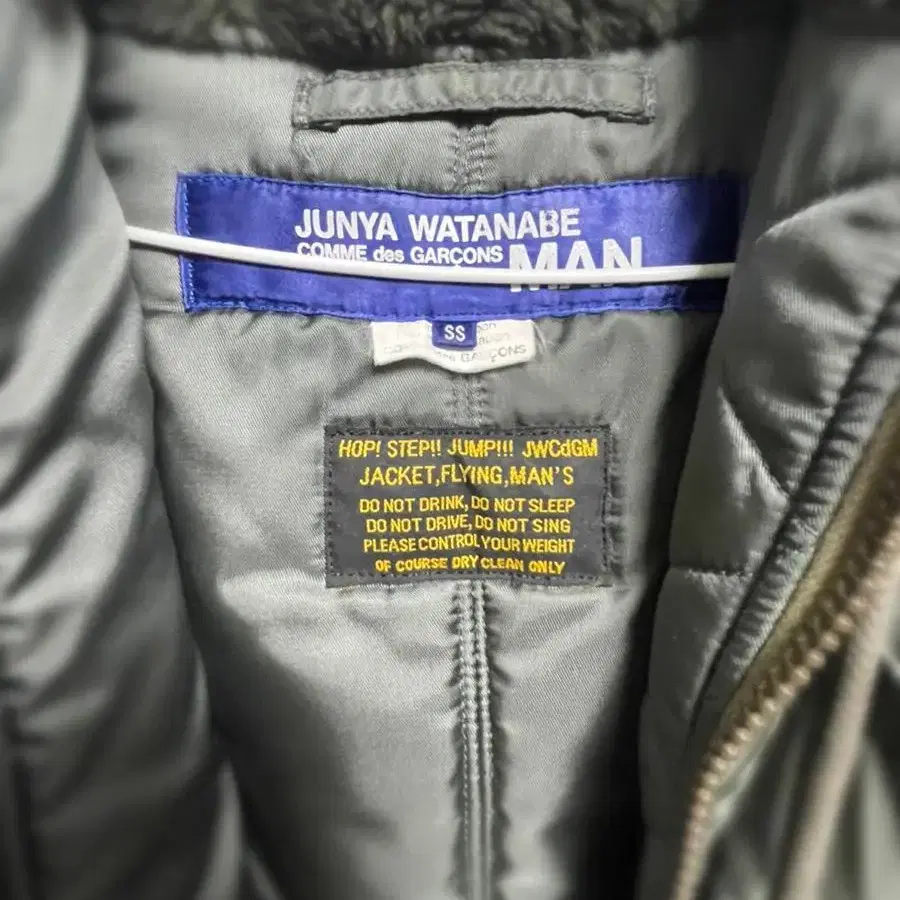 JUNYA WATANABE
COMME des GARÇONS MAN
SS
GARÇONS
HOP! STEP!! JUMP!!! JWCdGM
JACKET,FLYING,MAN'S
DO NOT DRINK, DO NOT SLEEP
DO NOT DRIVE, DO NOT SING
PLEASE CONTROL YOUR WEIGHT
OF COURSE DRY CLEAN ONLY